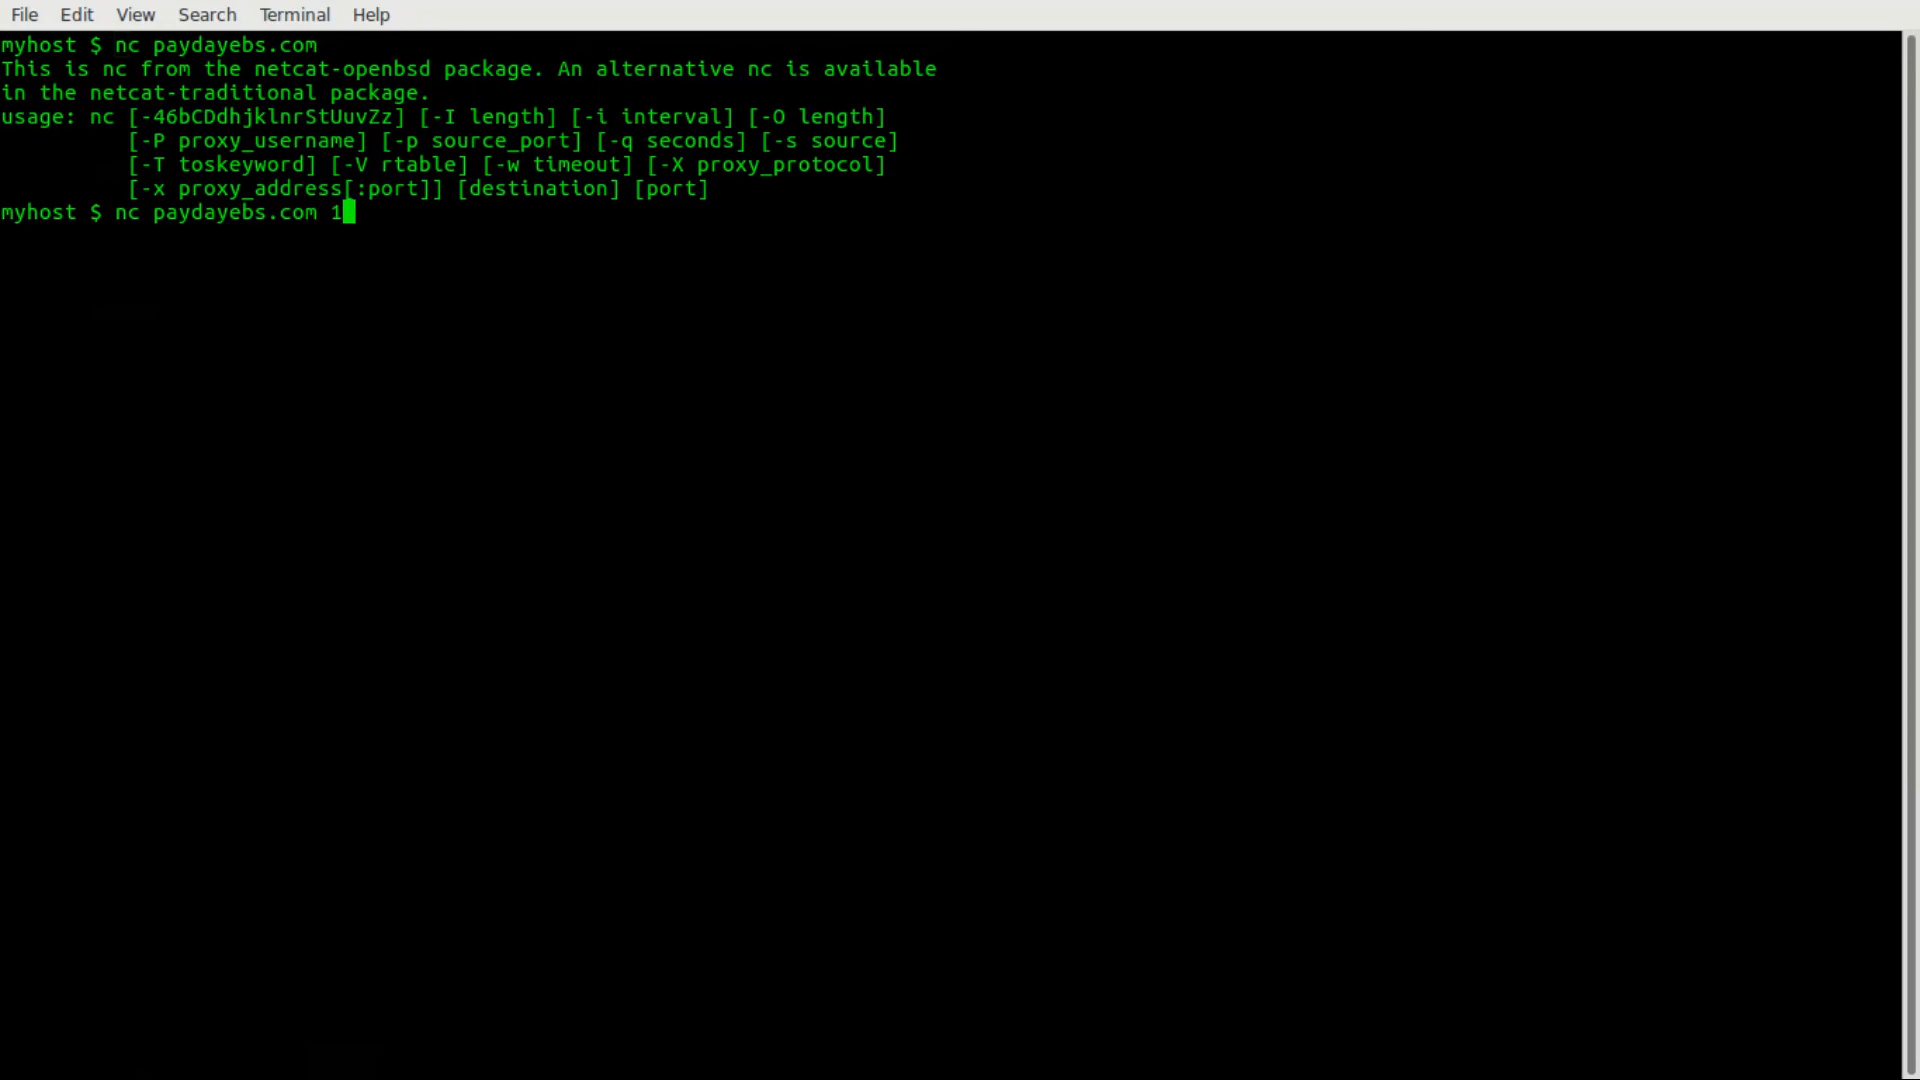 File Edit View Search Terminal Help
myhost $ nc paydayebs.com
This is nc from the netcat-openbsd package. An alternative nc is available
in the netcat-traditional package.
usage: nc [-46bCDdhjklnrStUuvZz] [-I length] [-i interval] [-O length]
[-P proxy_username] [-p source_port] [-q seconds] [-s source]
[-T toskeyword] [-V rtable] [-w timeout] [-X proxy_protocol]
[-x proxy_address[:port]] [destination] [port]
myhost $ nc paydayebs.com 1